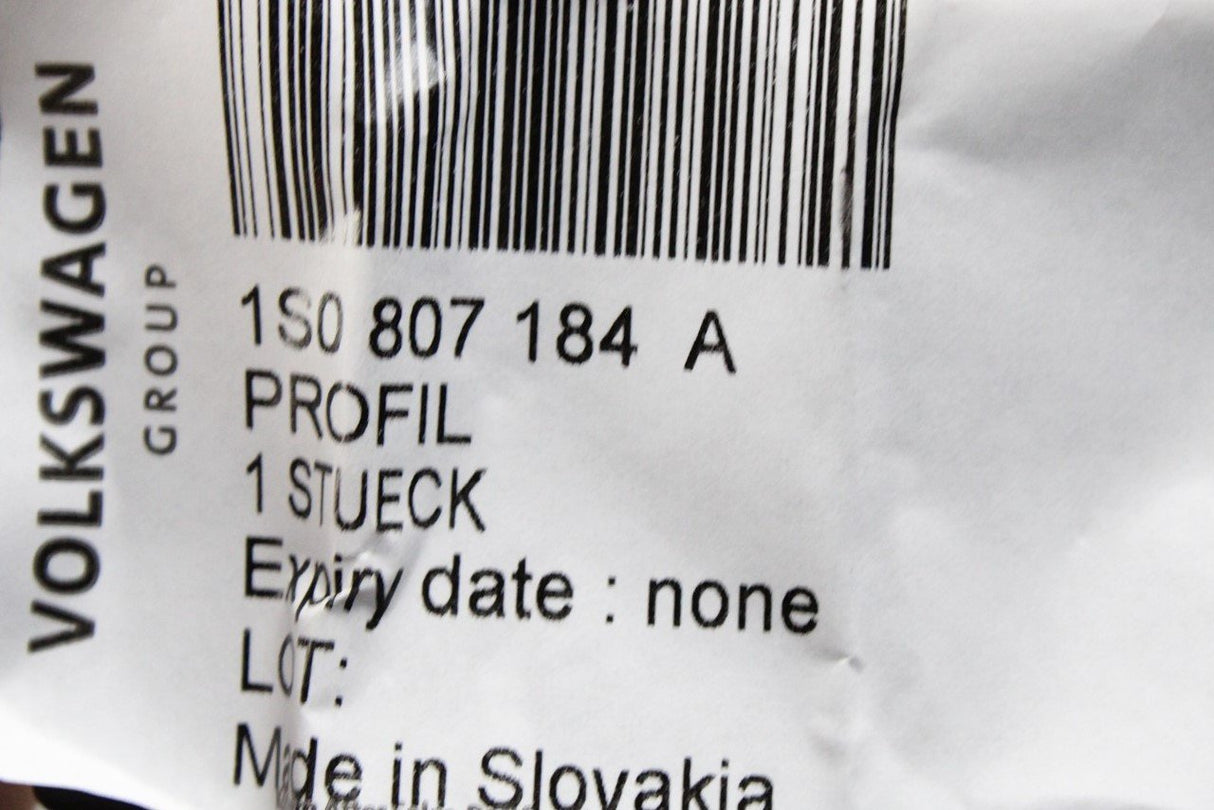 VOLKSWAGEN
GROUP
1S0 807 184 A
PROFIL
1 STUECK
Expiry date : none
LOT:
Made in Slovakia